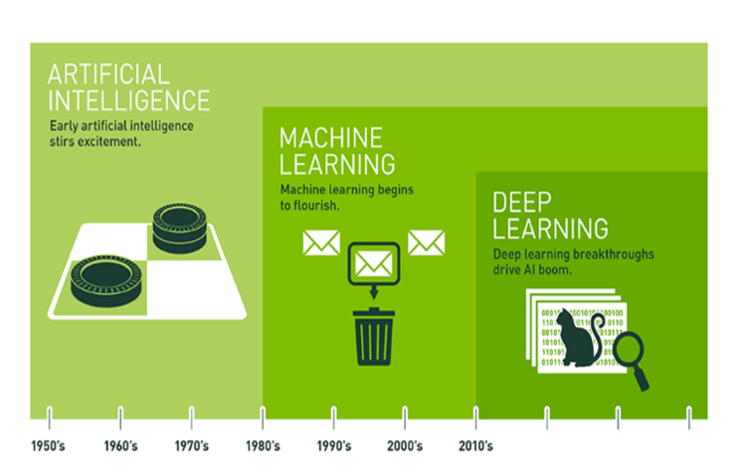 ARTIFICIAL
INTELLIGENCE
Early artificial intelligence
stirs excitement.
MACHINE
LEARNING
Machine learning begins
to flourish.
DEEP
LEARNING
Deep learning breakthroughs
drive AI boom.
1950's 1960's 1970's 1980's 1990's 2000's 2010's